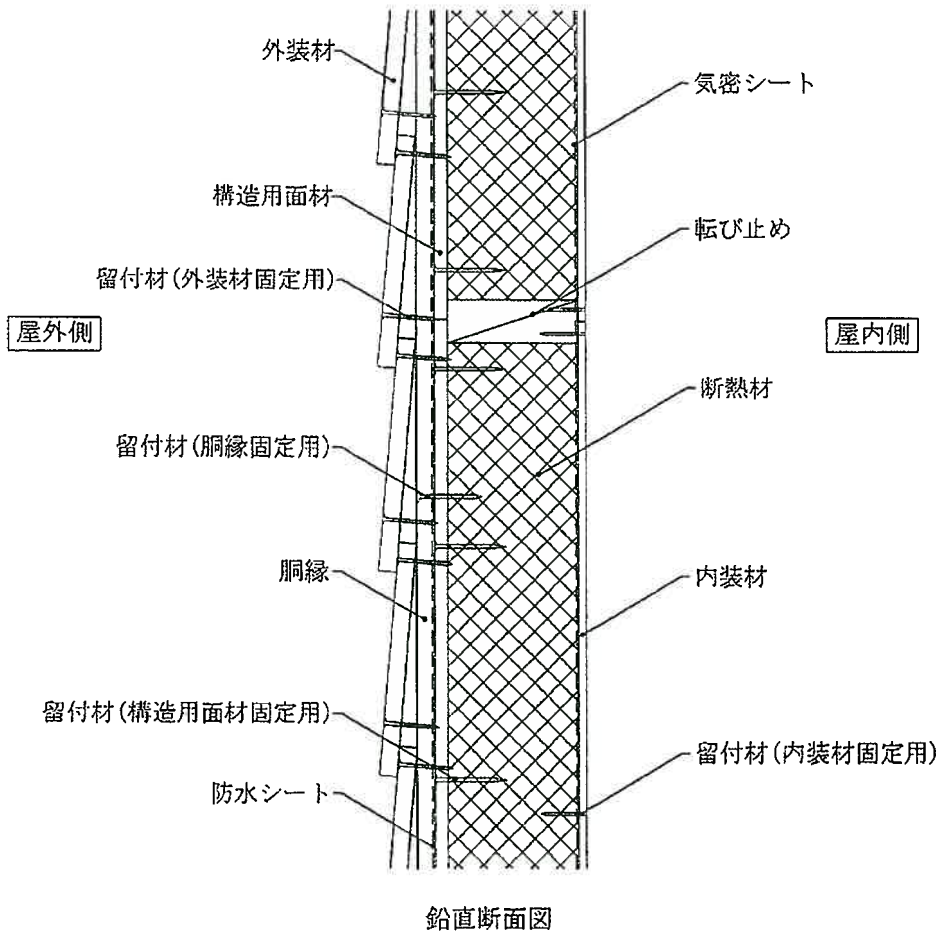 外装材
気密シート
構造用面材
転び止め
留付材(外装材固定用)
屋外側
屋内側
断熱材
留付材(胴縁固定用)
胴縁
内装材
留付材(構造用面材固定用)
留付材(内装材固定用)
防水シート
鉛直断面図